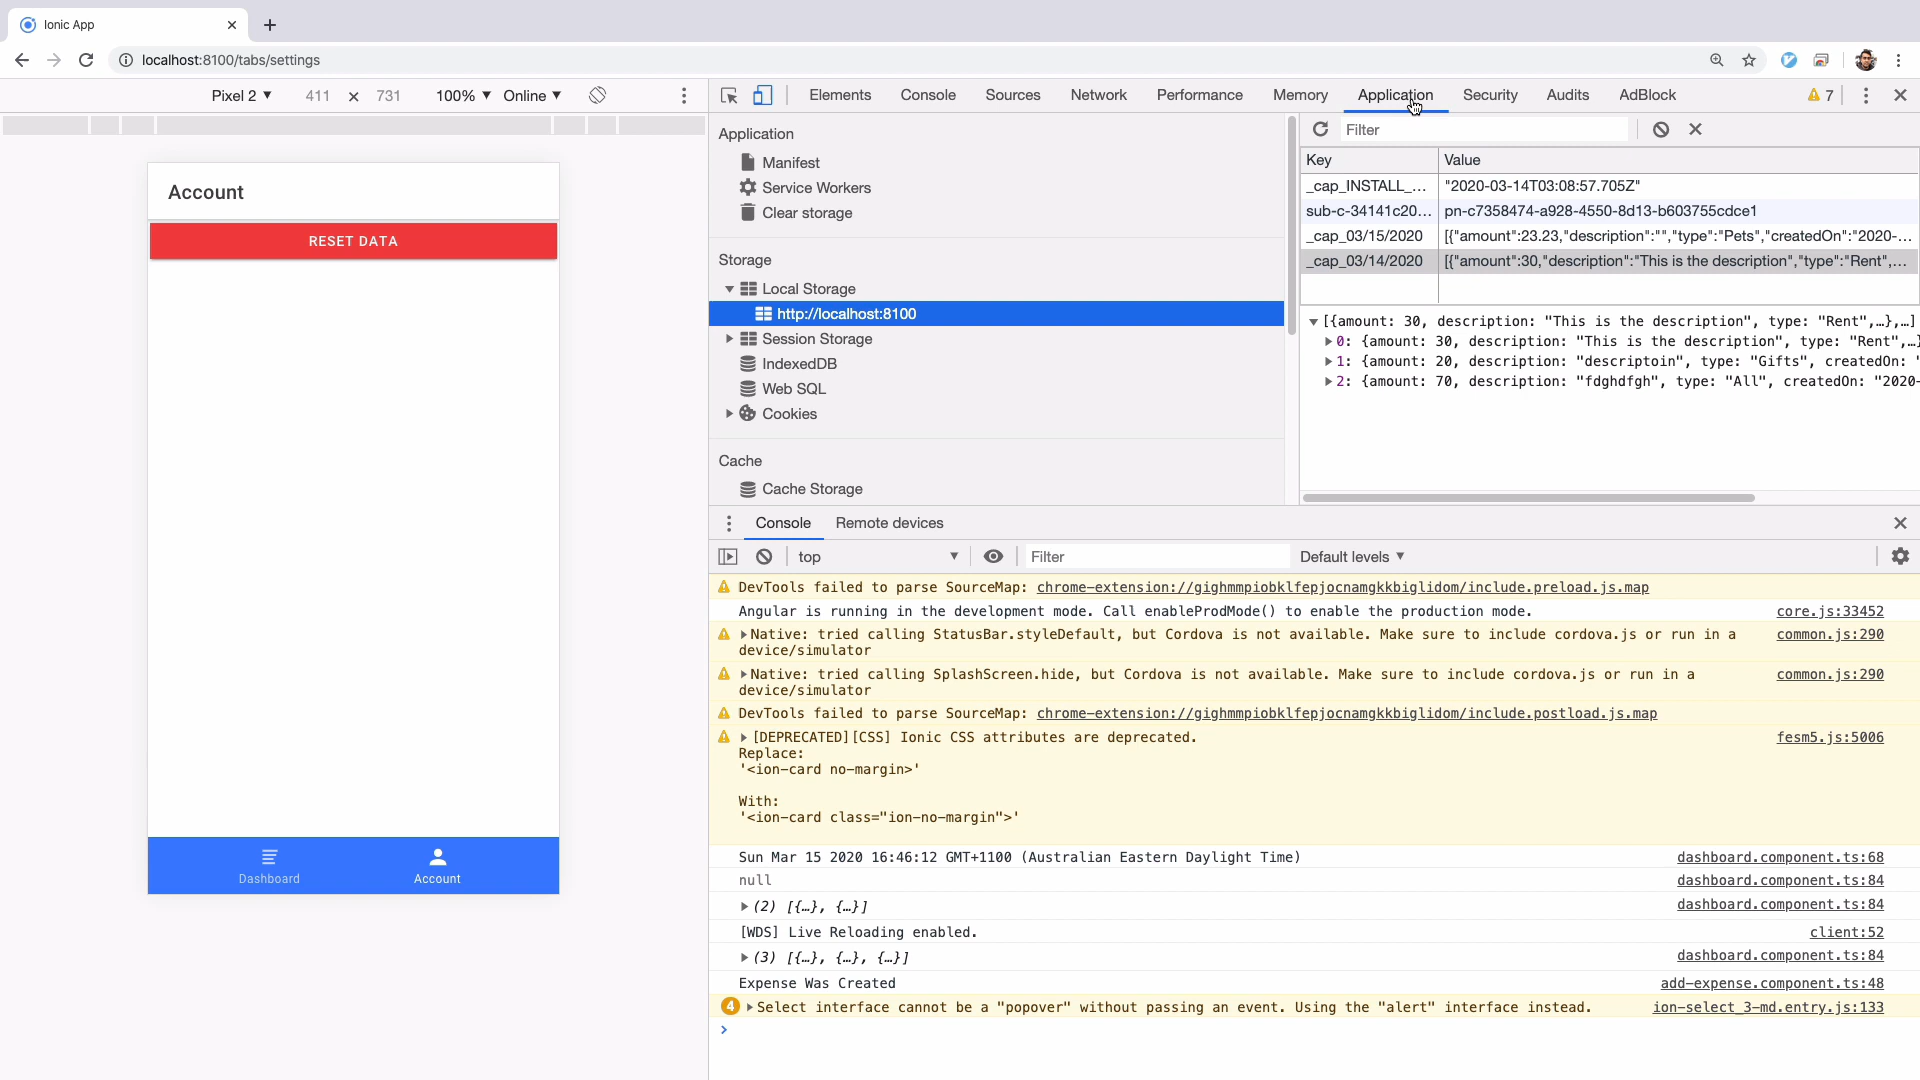 Ionic App
localhost:8100/tabs/settings
Pixel 2 ▼ 411 × 731 100% ▼ Online ▼
Elements Console Sources Network Performance Memory Application Security Audits AdBlock 7
Account
RESET DATA
Dashboard
Account
Application
Manifest
Service Workers
Clear storage
Storage
Local Storage
http://localhost:8100
Session Storage
IndexedDB
Web SQL
Cookies
Cache
Cache Storage
Filter
Key Value
_cap_INSTALL_... "2020-03-14T03:08:57.705Z"
sub-c-34141c20... pn-c7358474-a928-4550-8d13-b603755cdce1
_cap_03/15/2020 [{"amount":23.23,"description":"","type":"Pets","createdOn":"2020-...
_cap_03/14/2020 [{"amount":30,"description":"This is the description","type":"Rent",...
▼[{amount: 30, description: "This is the description", type: "Rent",…},…]
▶0: {amount: 30, description: "This is the description", type: "Rent",…}
▶1: {amount: 20, description: "descriptoin", type: "Gifts", createdOn: "
▶2: {amount: 70, description: "fdghdfgh", type: "All", createdOn: "2020-
Console Remote devices
top ▼ Filter Default levels ▼
DevTools failed to parse SourceMap: chrome-extension://gighmmpiobklfepjocnamgkkbiglidom/include.preload.js.map
Angular is running in the development mode. Call enableProdMode() to enable the production mode. core.js:33452
▶Native: tried calling StatusBar.styleDefault, but Cordova is not available. Make sure to include cordova.js or run in a common.js:290
device/simulator
▶Native: tried calling SplashScreen.hide, but Cordova is not available. Make sure to include cordova.js or run in a common.js:290
device/simulator
DevTools failed to parse SourceMap: chrome-extension://gighmmpiobklfepjocnamgkkbiglidom/include.postload.js.map
▶[DEPRECATED][CSS] Ionic CSS attributes are deprecated. fesm5.js:5006
Replace:
'<ion-card no-margin>'
With:
'<ion-card class="ion-no-margin">'
Sun Mar 15 2020 16:46:12 GMT+1100 (Australian Eastern Daylight Time) dashboard.component.ts:68
null dashboard.component.ts:84
▶(2) [{…}, {…}] dashboard.component.ts:84
[WDS] Live Reloading enabled. client:52
▶(3) [{…}, {…}, {…}] dashboard.component.ts:84
Expense Was Created add-expense.component.ts:48
4 ▶Select interface cannot be a "popover" without passing an event. Using the "alert" interface instead. ion-select_3-md.entry.js:133